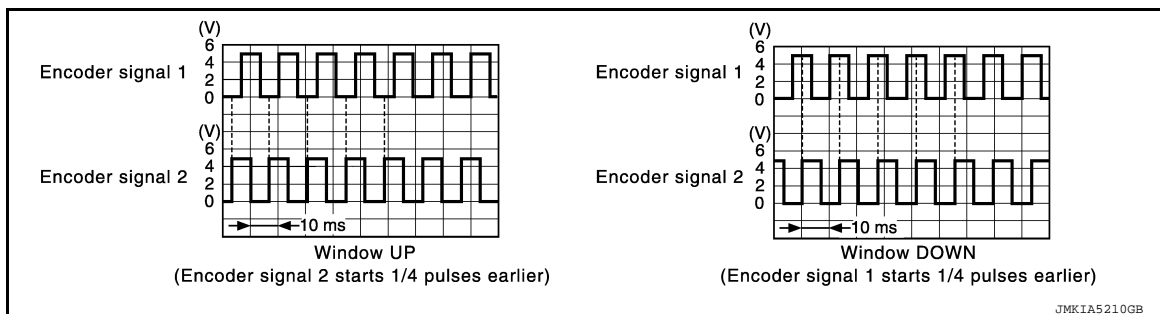 (V)
6
4
2
0
Encoder signal 1
(V)
6
4
2
0
Encoder signal 2
10 ms
Window UP
(Encoder signal 2 starts 1/4 pulses earlier)
(V)
6
4
2
0
Encoder signal 1
(V)
6
4
2
0
Encoder signal 2
10 ms
Window DOWN
(Encoder signal 1 starts 1/4 pulses earlier)
JMKIA5210GB